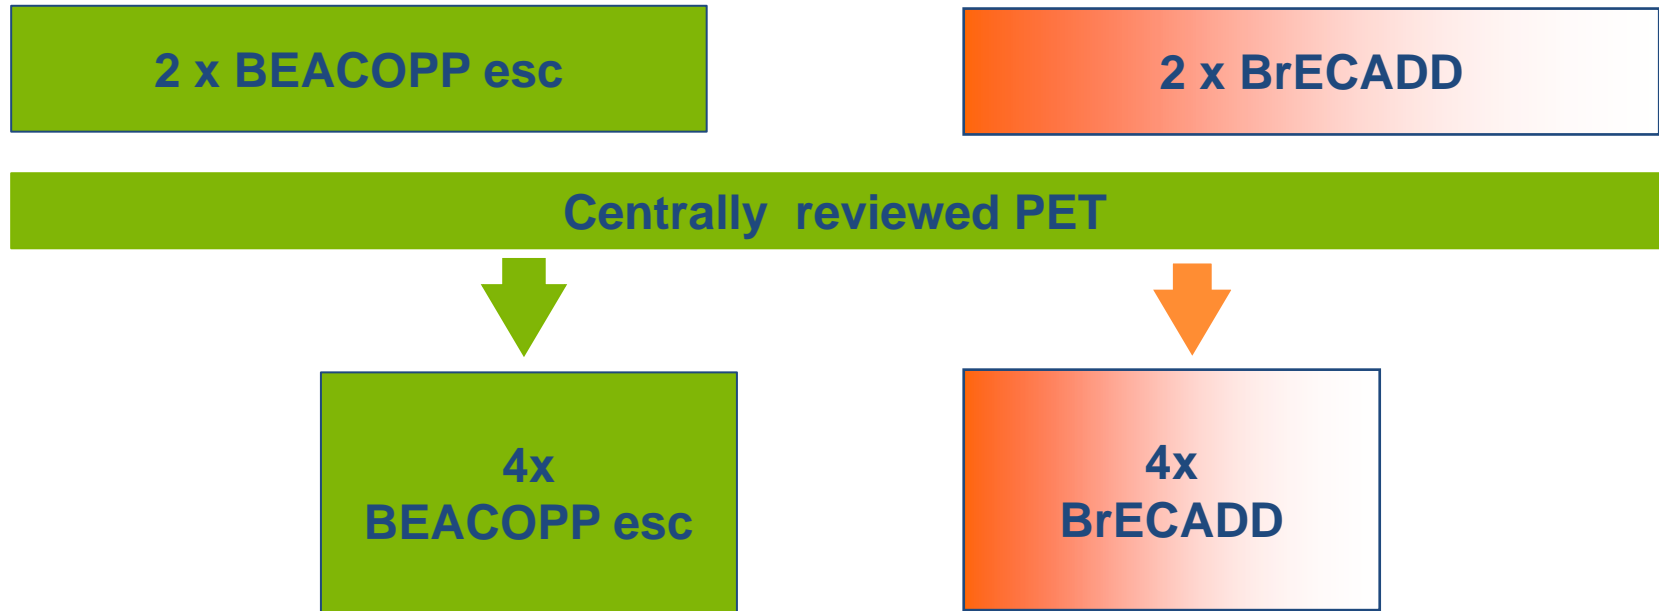 2 x BEACOPP esc
2 x BrECADD
Centrally  reviewed PET
4x
BEACOPP esc
4x
BrECADD